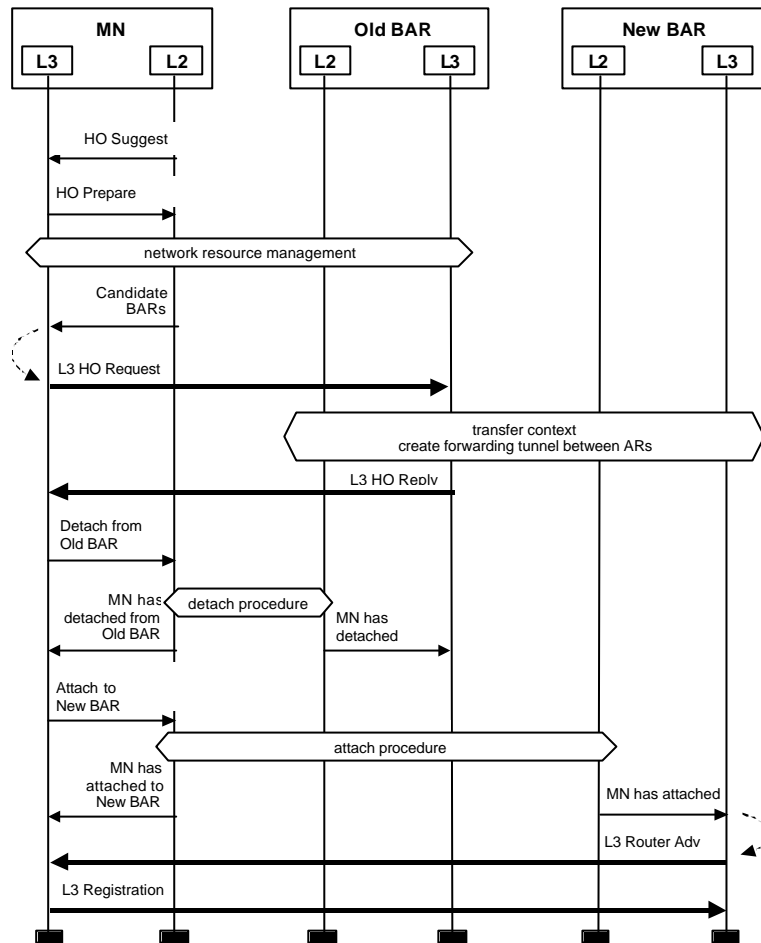 MN
Old BAR
New BAR
L3
L2
L2
L3
L2
L3
HO Suggest
HO Prepare
network resource management
Candidate
BARs
L3 HO Request
transfer context
create forwarding tunnel between ARs
L3 HO Reply
Detach from
Old BAR
MN has
detached from
Old BAR
detach procedure
MN has
detached
Attach to
New BAR
attach procedure
MN has
attached to
New BAR
MN has attached
L3 Router Adv
L3 Registration